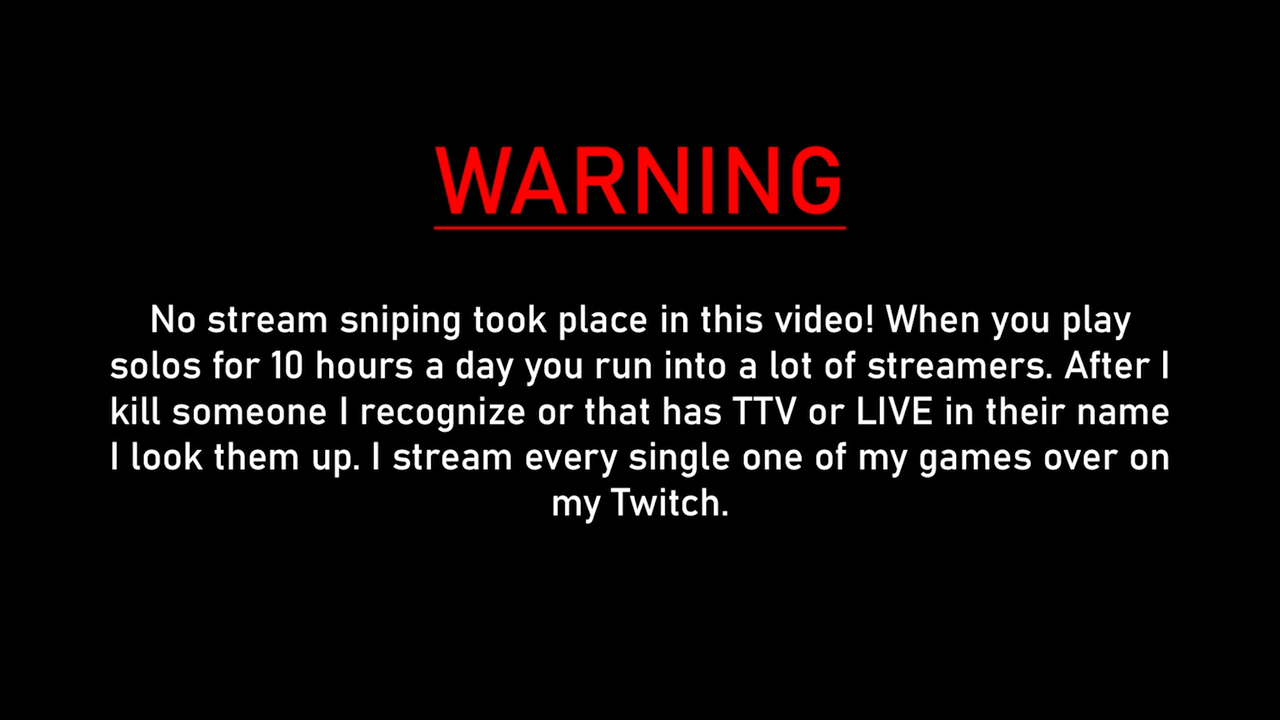 WARNING
No stream sniping took place in this video! When you play
solos for 10 hours a day you run into a lot of streamers. After I
kill someone I recognize or that has TTV or LIVE in their name
I look them up. I stream every single one of my games over on
my Twitch.